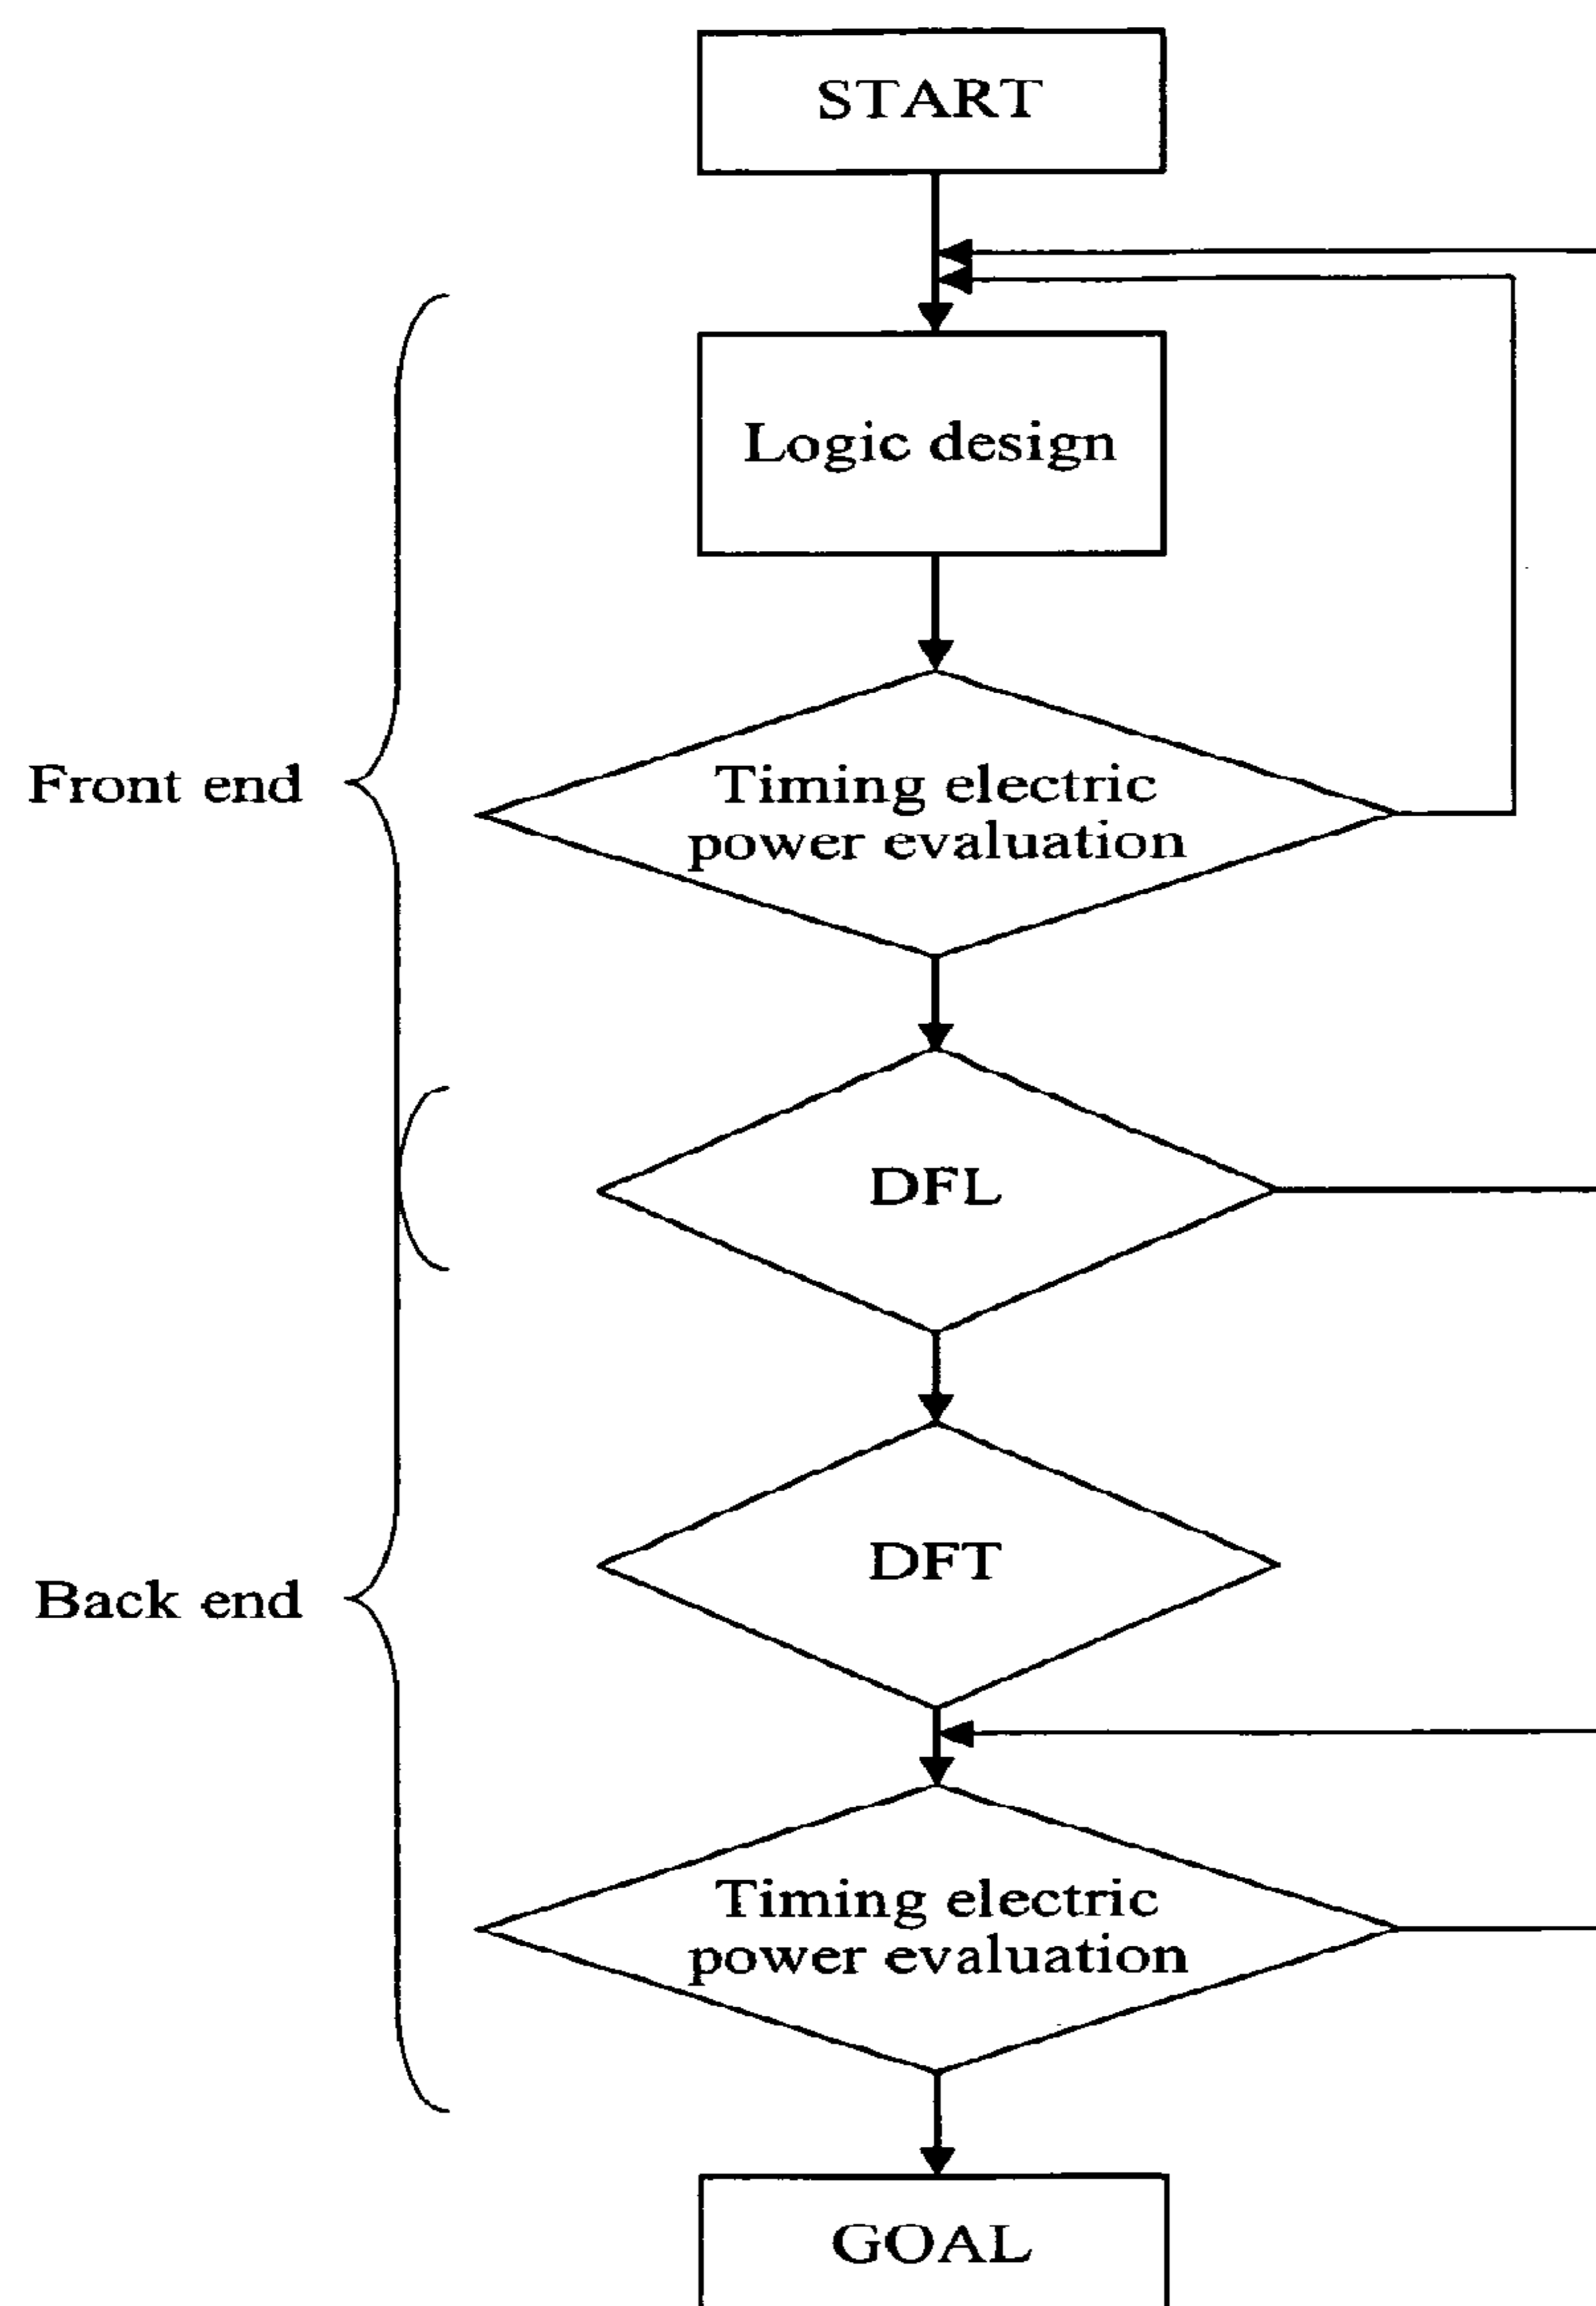 START
Logic design
Front end
Timing electric
power evaluation
DFL
DFT
Back end
Timing electric
power evaluation
GOAL